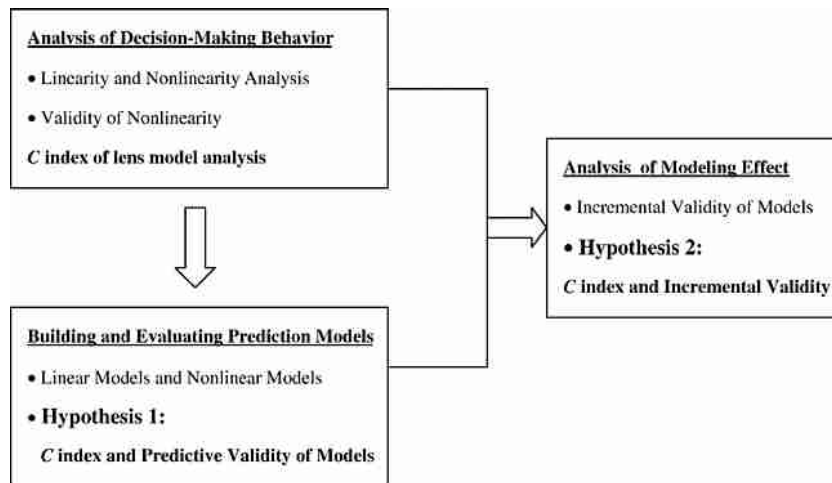 Analysis of Decision-Making Behavior
• Linearity and Nonlinearity Analysis
• Validity of Nonlinearity
C index of lens model analysis
Building and Evaluating Prediction Models
• Linear Models and Nonlinear Models
• Hypothesis 1:
C index and Predictive Validity of Models
Analysis of Modeling Effect
• Incremental Validity of Models
• Hypothesis 2:
C index and Incremental Validity